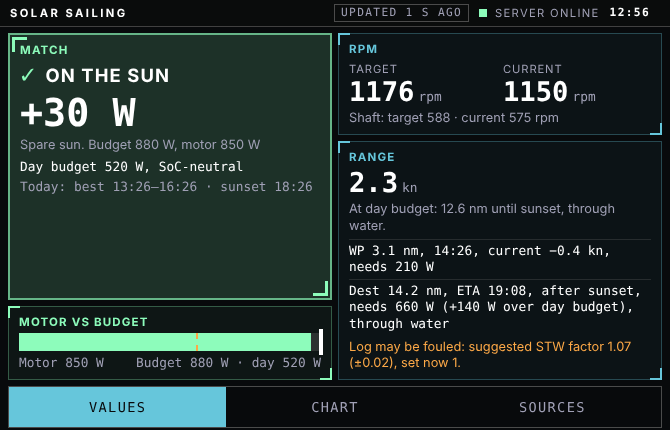 SOLAR SAILING
UPDATED 1 S AGO
SERVER ONLINE 12:56
MATCH
✓ ON THE SUN
+30 W
Spare sun. Budget 880 W, motor 850 W
Day budget 520 W, SoC-neutral
Today: best 13:26–16:26 · sunset 18:26
MOTOR VS BUDGET
Motor 850 W
Budget 880 W · day 520 W
RPM
TARGET
CURRENT
1176 rpm
1150 rpm
Shaft: target 588 · current 575 rpm
RANGE
2.3 kn
At day budget: 12.6 nm until sunset, through
water.
WP 3.1 nm, 14:26, current −0.4 kn,
needs 210 W
Dest 14.2 nm, ETA 19:08, after sunset,
needs 660 W (+140 W over day budget),
through water
Log may be fouled: suggested STW factor 1.07
(±0.02), set now 1.
VALUES
CHART
SOURCES